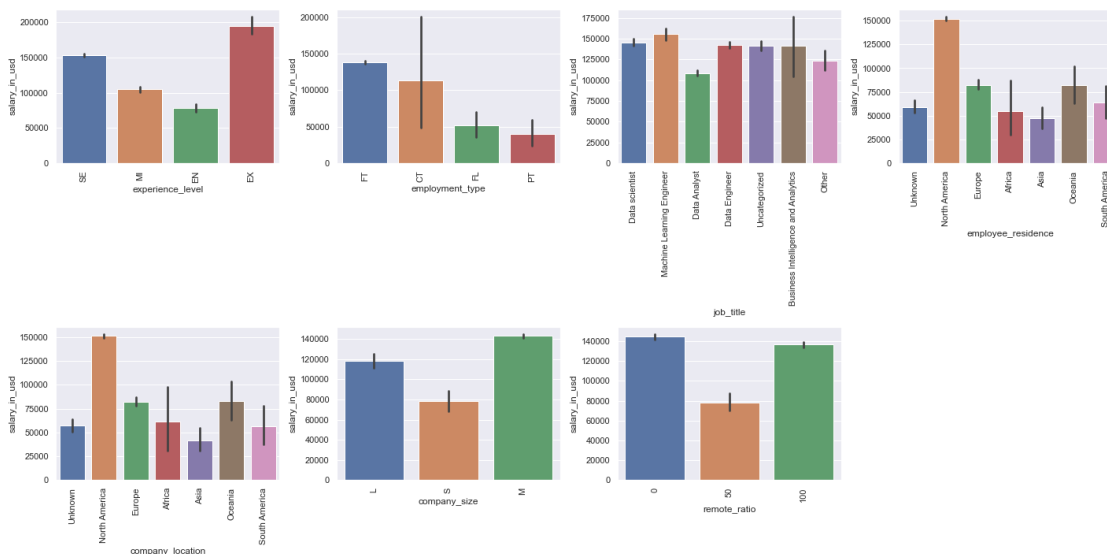 salary_in_usd
200000
150000
100000
50000
0
SE
MI
EN
EX
experience_level
salary_in_usd
200000
150000
100000
50000
0
FT
CT
FL
PT
employment_type
salary_in_usd
175000
150000
125000
100000
75000
50000
25000
0
Data scientist
Machine Learning Engineer
Data Analyst
Data Engineer
Uncategorized
Business Intelligence and Analytics
Other
job_title
salary_in_usd
150000
125000
100000
75000
50000
25000
0
Unknown
North America
Europe
Africa
Asia
Oceania
South America
employee_residence
salary_in_usd
150000
125000
100000
75000
50000
25000
0
Unknown
North America
Europe
Africa
Asia
Oceania
South America
company_location
salary_in_usd
140000
120000
100000
80000
60000
40000
20000
0
L
S
M
company_size
salary_in_usd
140000
120000
100000
80000
60000
40000
20000
0
0
50
100
remote_ratio